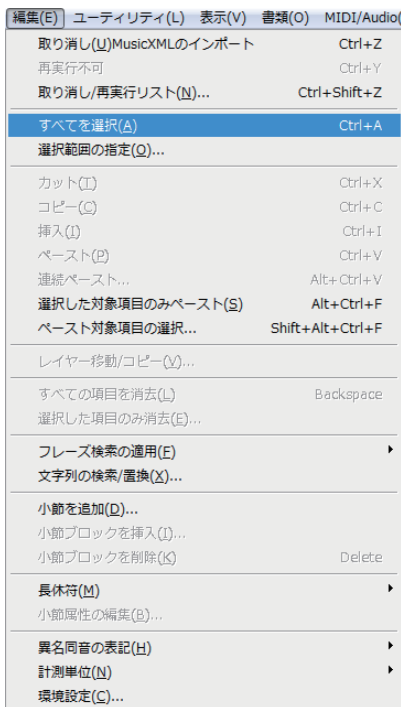 編集(E) ユーティリティ(L) 表示(V) 書類(O) MIDI/Audio(
取り消し(U)MusicXMLのインポート Ctrl+Z
再実行不可 Ctrl+Y
取り消し/再実行リスト(N)... Ctrl+Shift+Z
すべてを選択(A) Ctrl+A
選択範囲の指定(O)...
カット(T) Ctrl+X
コピー(C) Ctrl+C
挿入(I) Ctrl+I
ペースト(P) Ctrl+V
連続ペースト... Alt+Ctrl+V
選択した対象項目のみペースト(S) Alt+Ctrl+F
ペースト対象項目の選択... Shift+Alt+Ctrl+F
レイヤー移動/コピー(V)...
すべての項目を消去(L) Backspace
選択した項目のみ消去(E)...
フレーズ検索の適用(F)
文字列の検索/置換(X)...
小節を追加(D)...
小節ブロックを挿入(I)...
小節ブロックを削除(K) Delete
長休符(M)
小節属性の編集(B)...
異名同音の表記(H)
計測単位(N)
環境設定(C)...